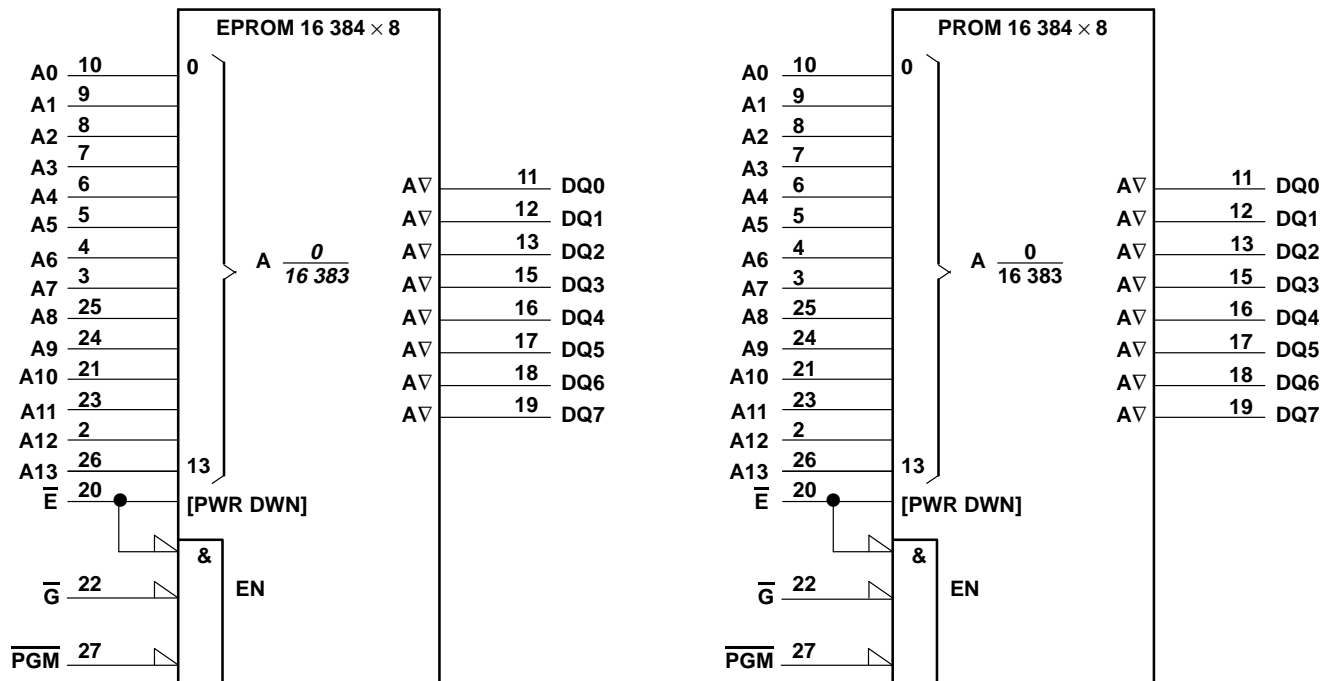 EPROM 16 384 × 8
A0 10 0
A1 9
A2 8
A3 7
A4 6
A5 5
A6 4
A7 3
A8 25
A9 24
A10 21
A11 23
A12 2
A13 26 13
E̅ 20 [PWR DWN]
A 0
16 383
A∇ 11 DQ0
A∇ 12 DQ1
A∇ 13 DQ2
A∇ 15 DQ3
A∇ 16 DQ4
A∇ 17 DQ5
A∇ 18 DQ6
A∇ 19 DQ7
&
G̅ 22 EN
P̅G̅M̅ 27
PROM 16 384 × 8
A0 10 0
A1 9
A2 8
A3 7
A4 6
A5 5
A6 4
A7 3
A8 25
A9 24
A10 21
A11 23
A12 2
A13 26 13
E̅ 20 [PWR DWN]
A 0
16 383
A∇ 11 DQ0
A∇ 12 DQ1
A∇ 13 DQ2
A∇ 15 DQ3
A∇ 16 DQ4
A∇ 17 DQ5
A∇ 18 DQ6
A∇ 19 DQ7
&
G̅ 22 EN
P̅G̅M̅ 27